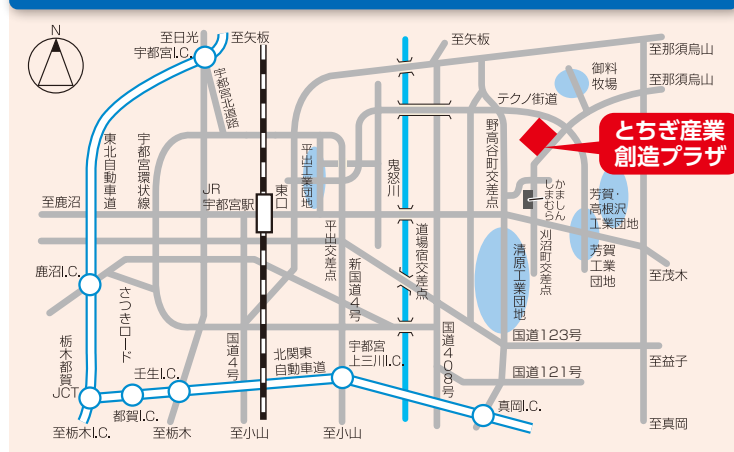 N
至日光
宇都宮I.C.
至矢板
至矢板
至那須烏山
御料
牧場
至那須烏山
テクノ街道
宇都宮北道路
とちぎ産業
創造プラザ
東北自動車道
宇都宮環状線
平出工業団地
鬼怒川
野高谷町交差点
JR
宇都宮駅
東口
かましん
しまむら
芳賀・
高根沢
工業団地
至鹿沼
平出交差点
道場宿交差点
清原工業団地
刈沼町交差点
芳賀
工業
団地
新国道4号
鹿沼I.C.
至茂木
さつきロード
国道4号
国道408号
国道123号
栃木都賀
JCT
壬生I.C.
北関東
自動車道
宇都宮
上三川I.C.
国道121号
至益子
都賀I.C.
真岡I.C.
至栃木I.C.
至栃木
至小山
至小山
至真岡